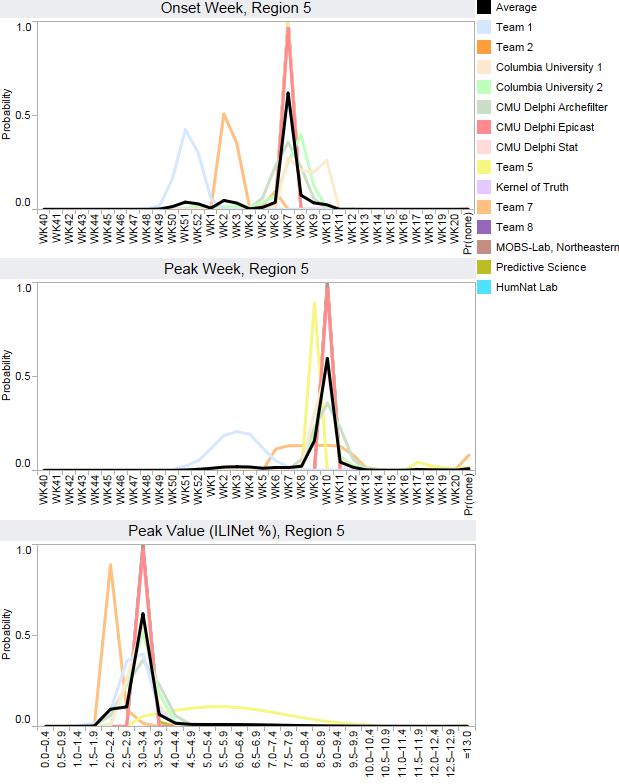 Onset Week, Region 5
1.0
0.5
0.0
Probability
WK40
WK41
WK42
WK43
WK44
WK45
WK46
WK47
WK48
WK49
WK50
WK51
WK52
WK1
WK2
WK3
WK4
WK5
WK6
WK7
WK8
WK9
WK10
WK11
WK12
WK13
WK14
WK15
WK16
WK17
WK18
WK19
WK20
Pr(none)
Average
Team 1
Team 2
Columbia University 1
Columbia University 2
CMU Delphi Archefilter
CMU Delphi Epicast
CMU Delphi Stat
Team 5
Kernel of Truth
Team 7
Team 8
MOBS-Lab, Northeastern
Predictive Science
HumNat Lab
Peak Week, Region 5
1.0
0.5
0.0
Probability
WK40
WK41
WK42
WK43
WK44
WK45
WK46
WK47
WK48
WK49
WK50
WK51
WK52
WK1
WK2
WK3
WK4
WK5
WK6
WK7
WK8
WK9
WK10
WK11
WK12
WK13
WK14
WK15
WK16
WK17
WK18
WK19
WK20
Pr(none)
Peak Value (ILINet %), Region 5
1.0
0.5
0.0
Probability
0.0–0.4
0.5–0.9
1.0–1.4
1.5–1.9
2.0–2.4
2.5–2.9
3.0–3.4
3.5–3.9
4.0–4.4
4.5–4.9
5.0–5.4
5.5–5.9
6.0–6.4
6.5–6.9
7.0–7.4
7.5–7.9
8.0–8.4
8.5–8.9
9.0–9.4
9.5–9.9
10.0–10.4
10.5–10.9
11.0–11.4
11.5–11.9
12.0–12.4
12.5–12.9
=13.0